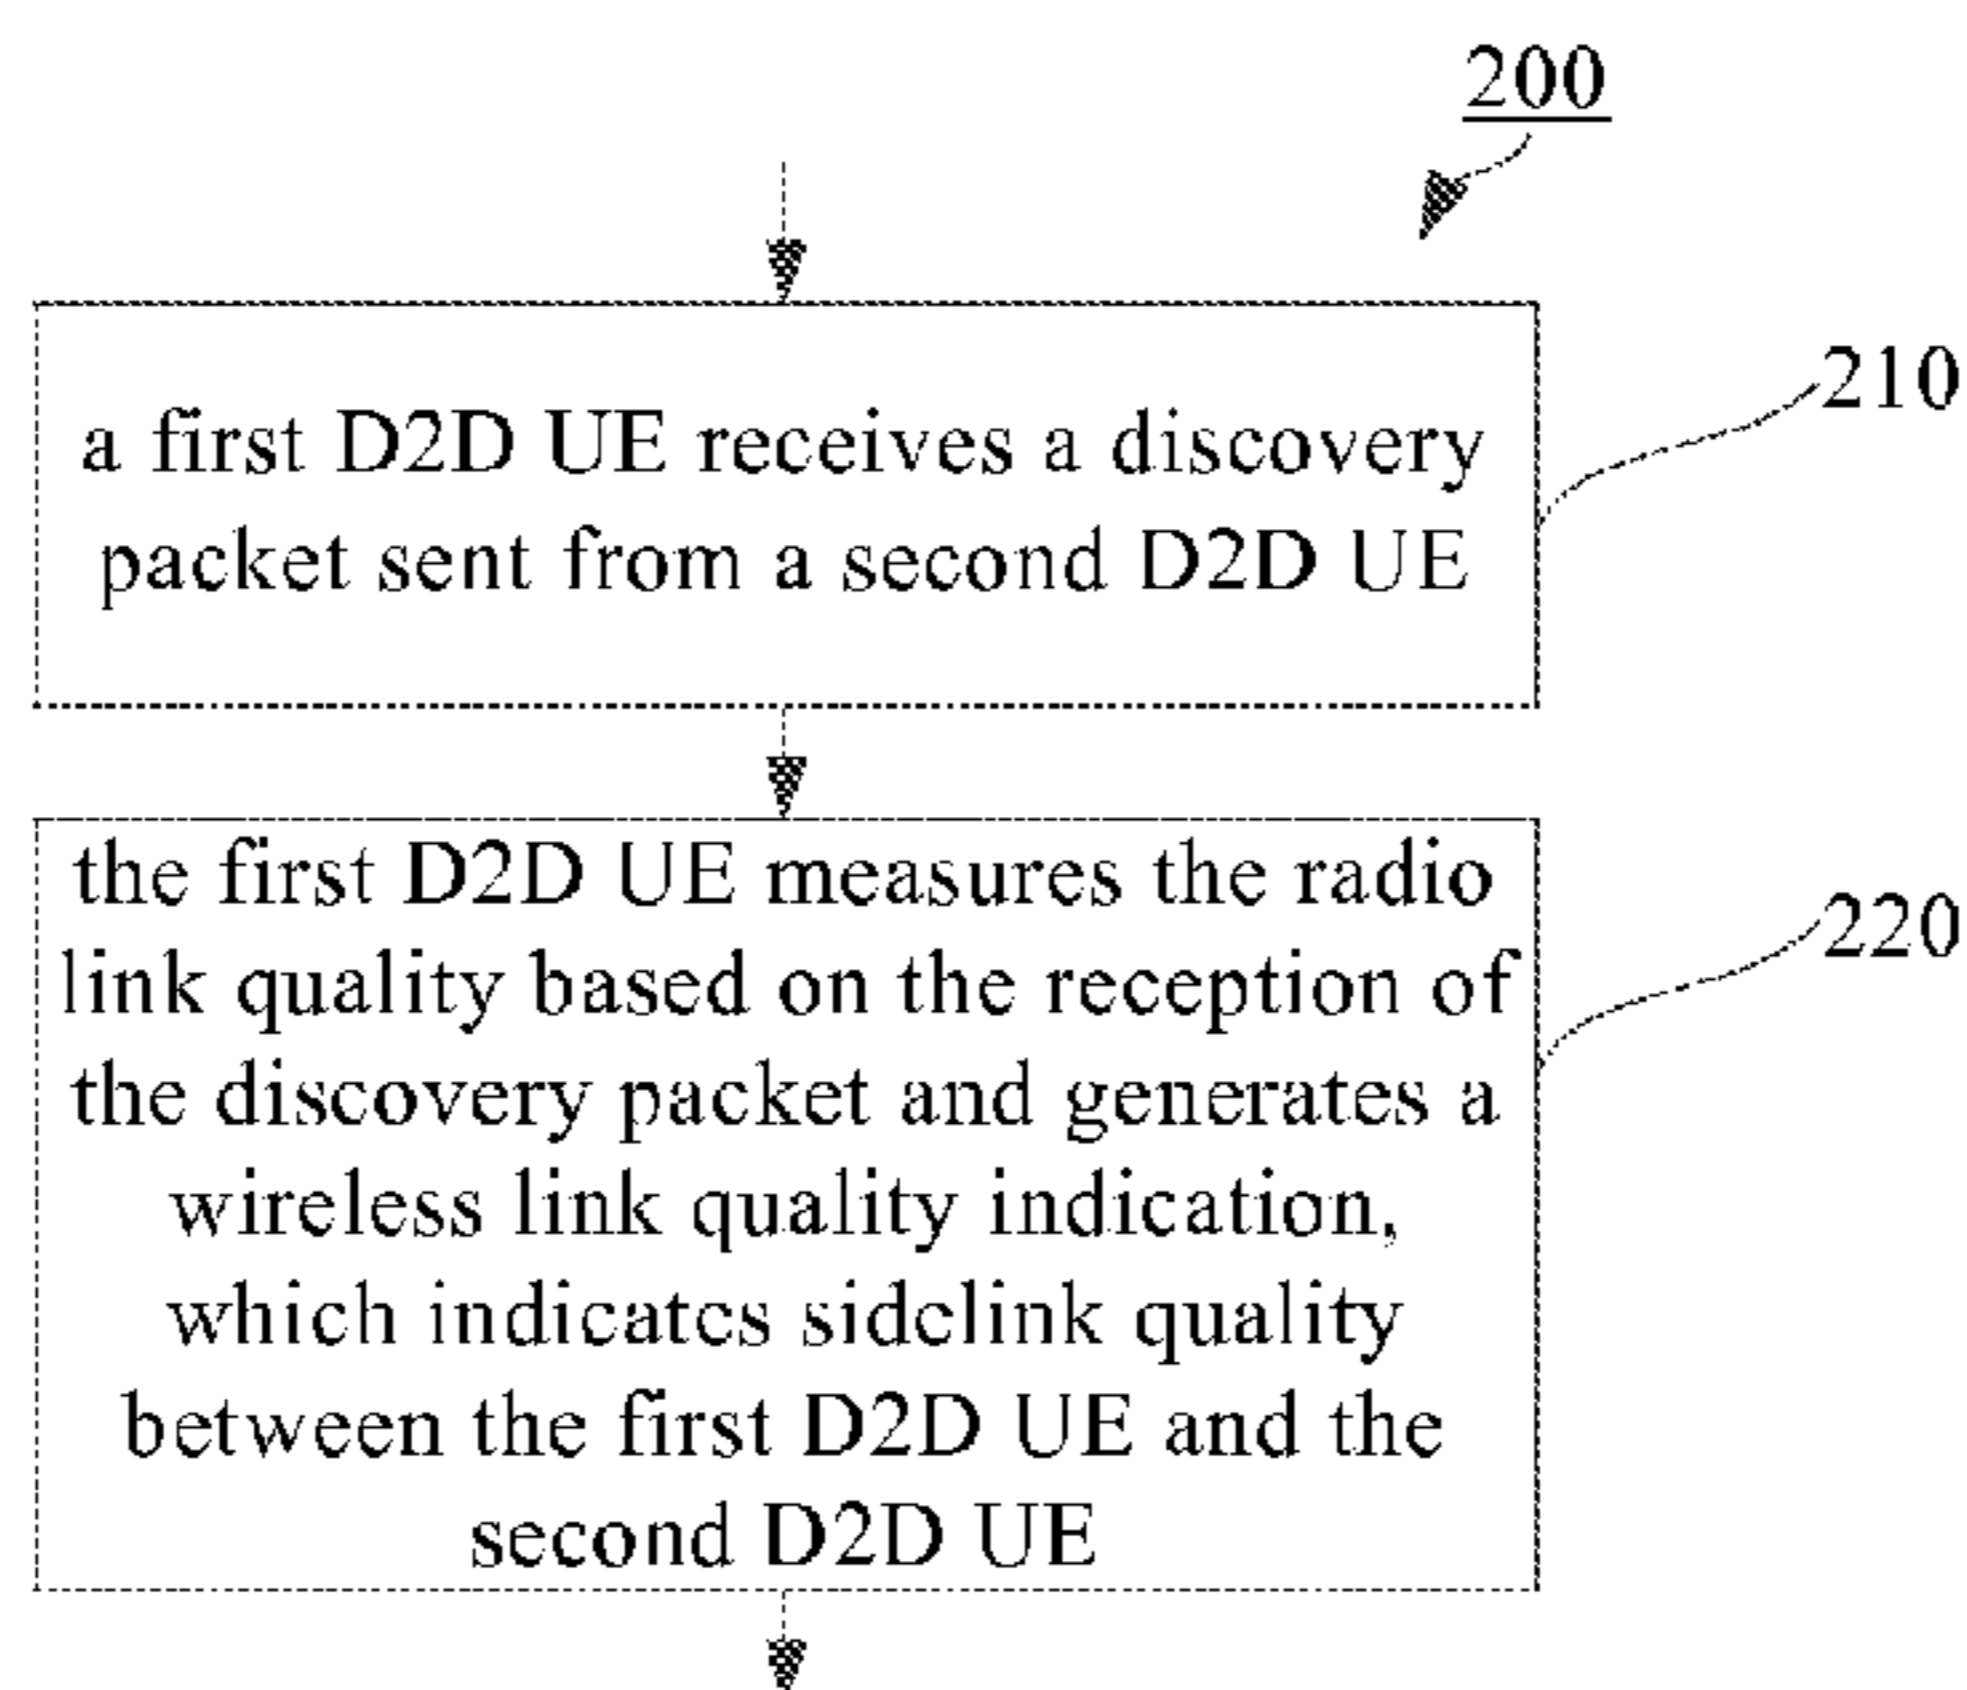 200
a first D2D UE receives a discovery
packet sent from a second D2D UE
210
the first D2D UE measures the radio
link quality based on the reception of
the discovery packet and generates a
wireless link quality indication,
which indicates sidelink quality
between the first D2D UE and the
second D2D UE
220